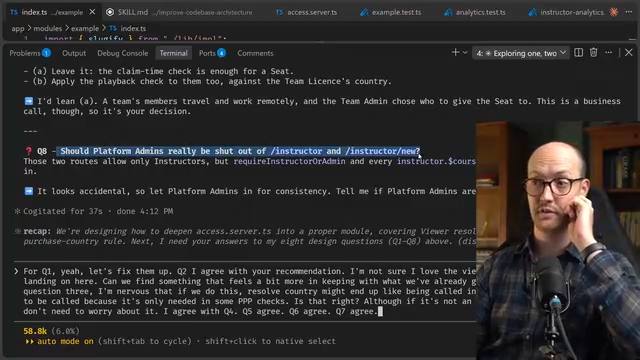 index.ts .../example
SKILL.md .../improve-codebase-architecture
access.server.ts
example.test.ts
analytics.test.ts
instructor-analytics
app > modules > example > index.ts > ...
import { slugify } from "./lib/impl";
Problems 1 Output Debug Console Terminal Ports 4
4: Exploring one, two
- (a) Leave it: the claim-time check is enough for a Seat.
- (b) Apply the playback check to them too, against the Team Licence's country.
I'd lean (a). A team's members travel and work remotely, and the Team Admin chose who to give the Seat to. This is a business
call, though, so it's your decision.
---
Q8 - Should Platform Admins really be shut out of /instructor and /instructor/new?
Those two routes allow only Instructors, but requireInstructorOrAdmin and every instructor.$cours
in.
It looks accidental, so let Platform Admins in for consistency. Tell me if Platform Admins are
Cogitated for 37s · done 4:12 PM
recap: We're designing how to deepen access.server.ts into a proper module, covering Viewer resol
purchase-country rule. Next, I need your answers to my eight design questions (Q1–Q8) above. (dis
> For Q1, yeah, let's fix them up. Q2 I agree with your recommendation. I'm not sure I love the vie
landing on here. Can we find something that feels a bit more in keeping with what we've already g
question three, I'm nervous that if we do this, resolve country might end up like being called in
to be called because it's only needed in some PPP checks. Is that right? Although if it's not an
don't need to worry about it. I agree with Q4. Q5 agree. Q6 agree. Q7 agree.
58.8k (6.0%)
auto mode on (shift+tab to cycle) · shift+click to native select